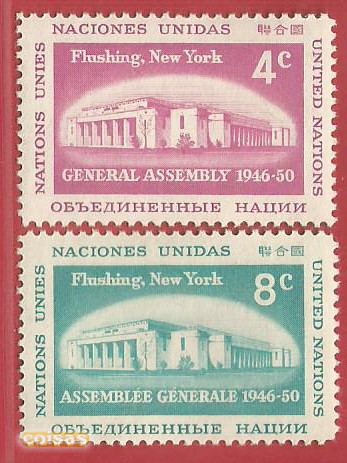 NACIONES UNIDAS 聯合國
NATIONS UNIES
UNITED NATIONS
Flushing, New York
4c
GENERAL ASSEMBLY 1946-50
ОБЪЕДИНЕННЫЕ НАЦИИ
NACIONES UNIDAS 聯合國
NATIONS UNIES
UNITED NATIONS
Flushing, New York
8c
ASSEMBLÉE GÉNÉRALE 1946-50
ОБЪЕДИНЕННЫЕ НАЦИИ
coisas